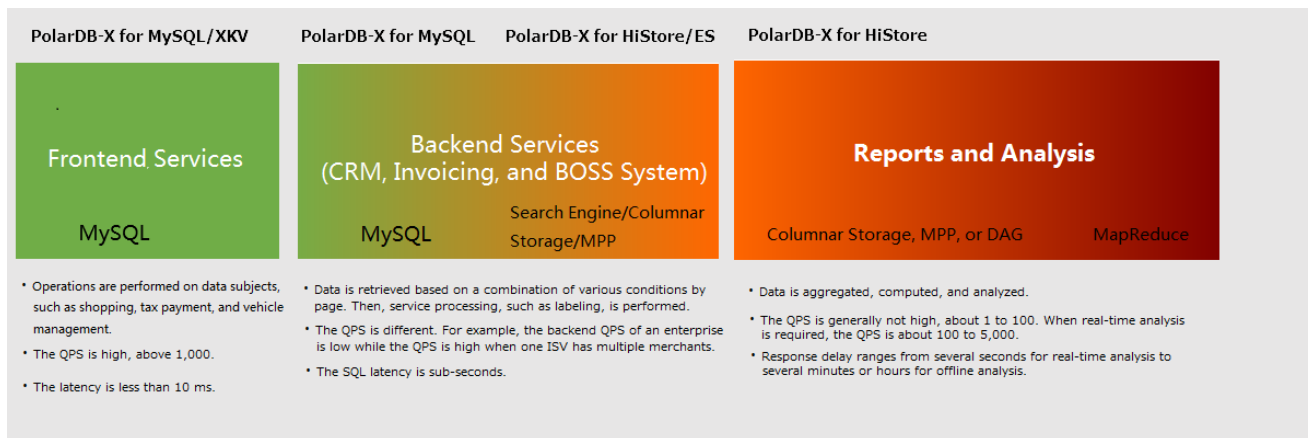 PolarDB-X for MySQL/XKV
Frontend Services
MySQL
• Operations are performed on data subjects,
such as shopping, tax payment, and vehicle
management.
• The QPS is high, above 1,000.
• The latency is less than 10 ms.
PolarDB-X for MySQL
PolarDB-X for HiStore/ES
Backend Services
(CRM, Invoicing, and BOSS System)
MySQL
Search Engine/Columnar
Storage/MPP
• Data is retrieved based on a combination of various conditions by
page. Then, service processing, such as labeling, is performed.
• The QPS is different. For example, the backend QPS of an enterprise
is low while the QPS is high when one ISV has multiple merchants.
• The SQL latency is sub-seconds.
PolarDB-X for HiStore
Reports and Analysis
Columnar Storage, MPP, or DAG
MapReduce
• Data is aggregated, computed, and analyzed.
• The QPS is generally not high, about 1 to 100. When real-time analysis
is required, the QPS is about 100 to 5,000.
• Response delay ranges from several seconds for real-time analysis to
several minutes or hours for offline analysis.